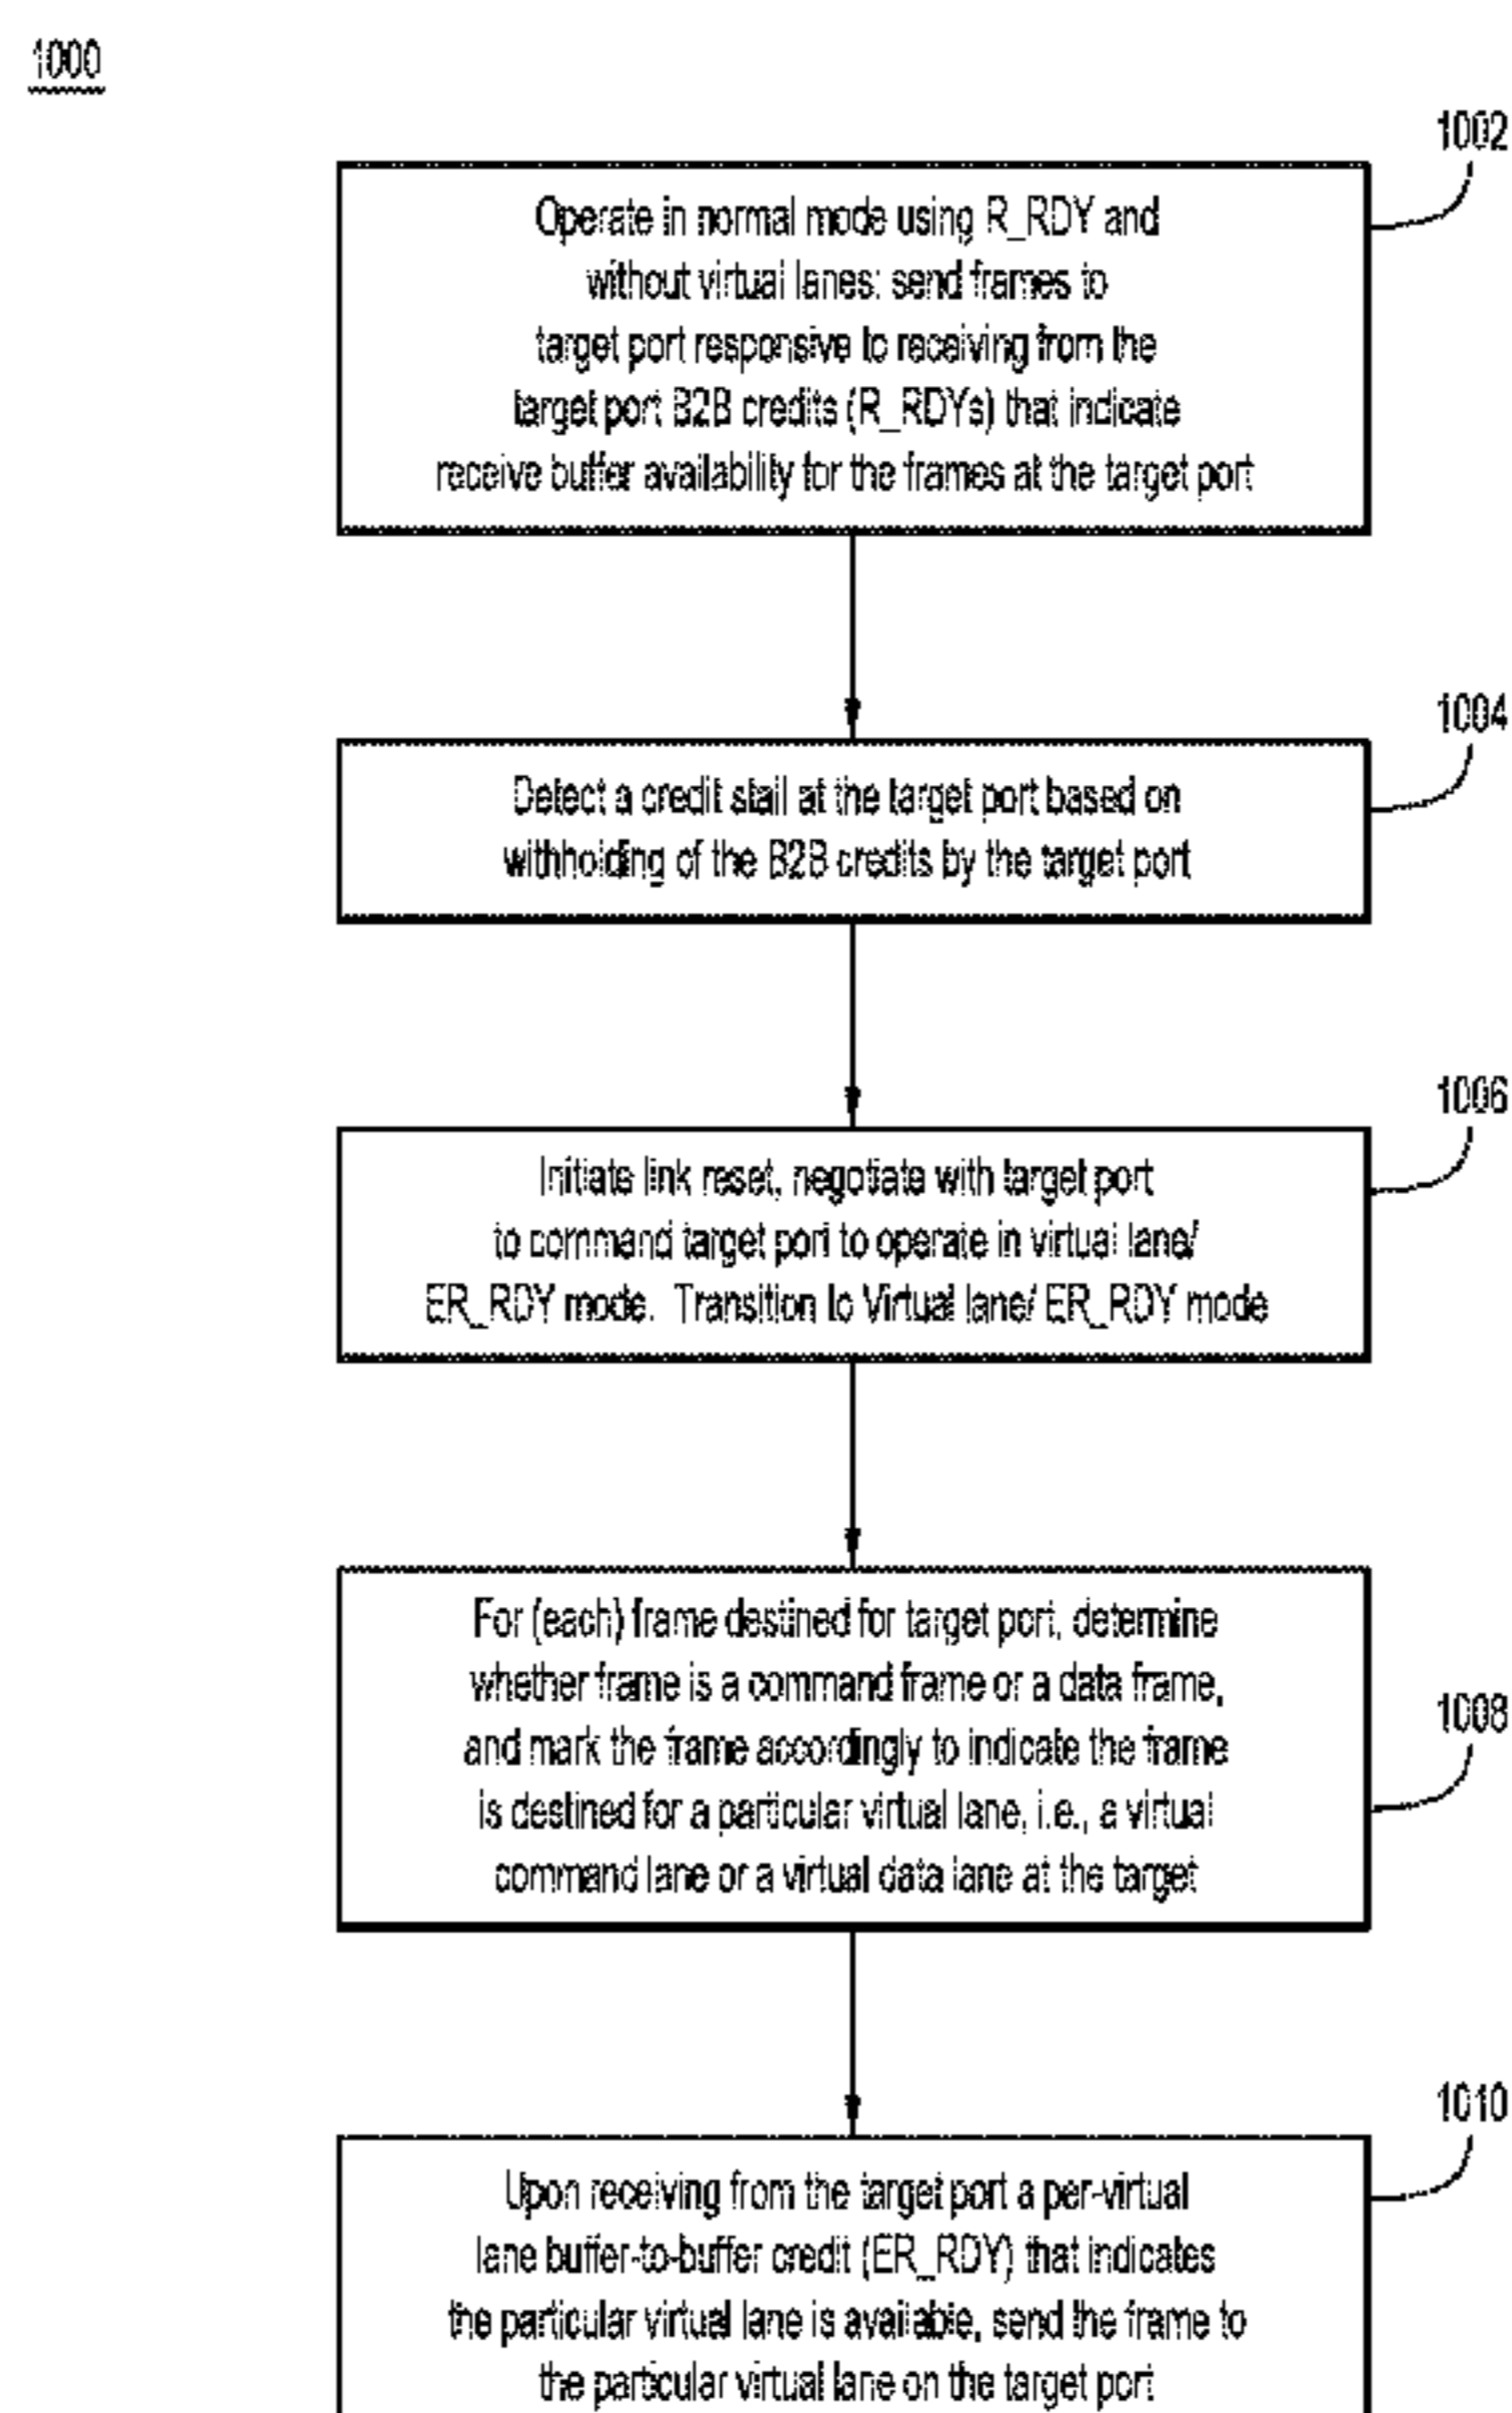 1000
1002
Operate in normal mode using R_RDY and
without virtual lanes: send frames to
target port responsive to receiving from the
target port B2B credits (R_RDYs) that indicate
receive buffer availability for the frames at the target port
1004
Detect a credit stall at the target port based on
withholding of the B2B credits by the target port
1006
Initiate link reset, negotiate with target port
to command target port to operate in virtual lane/
ER_RDY mode. Transition to Virtual lane/ ER_RDY mode
For (each) frame destined for target port, determine
whether frame is a command frame or a data frame,
1008
and mark the frame accordingly to indicate the frame
is destined for a particular virtual lane, i.e., a virtual
command lane or a virtual data lane at the target
1010
Upon receiving from the target port a per-virtual
lane buffer-to-buffer credit (ER_RDY) that indicates
the particular virtual lane is available, send the frame to
the particular virtual lane on the target port